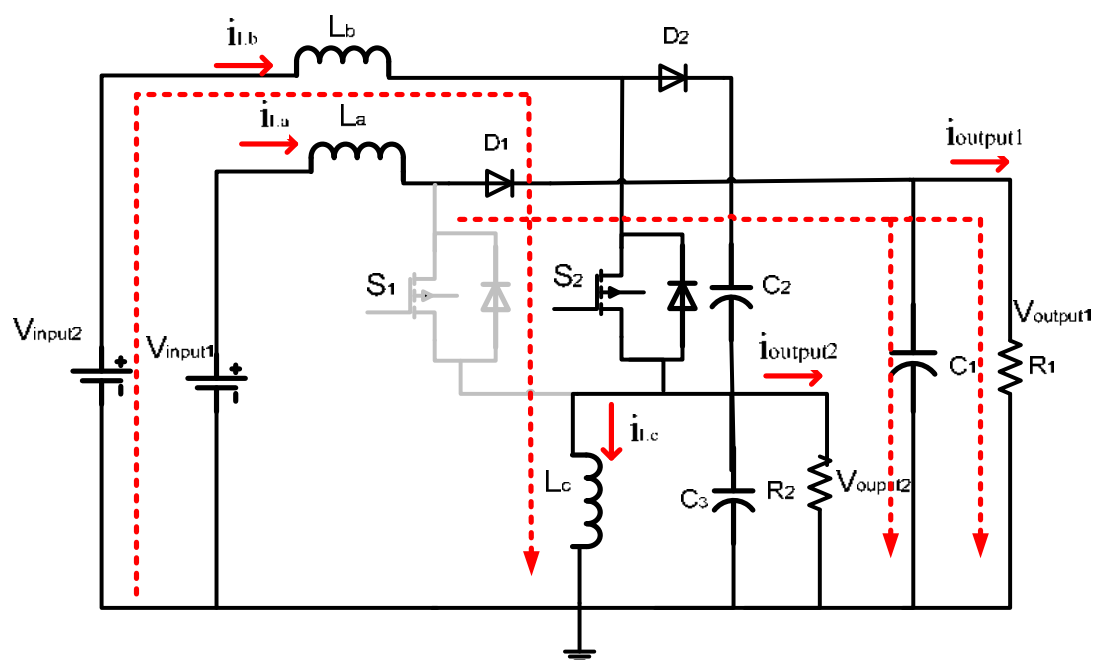 iLb
Lb
D2
iLa
La
D1
ioutput1
S1
S2
C2
Voutput1
Vinput2
Vinput1
ioutput2
C1
R1
iLc
Lc
C3
R2
Vouput2